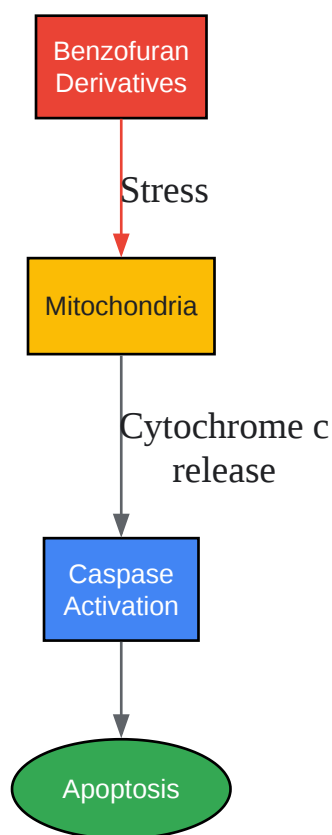 Benzofuran
Derivatives
Stress
Mitochondria
Cytochrome c
release
Caspase
Activation
Apoptosis